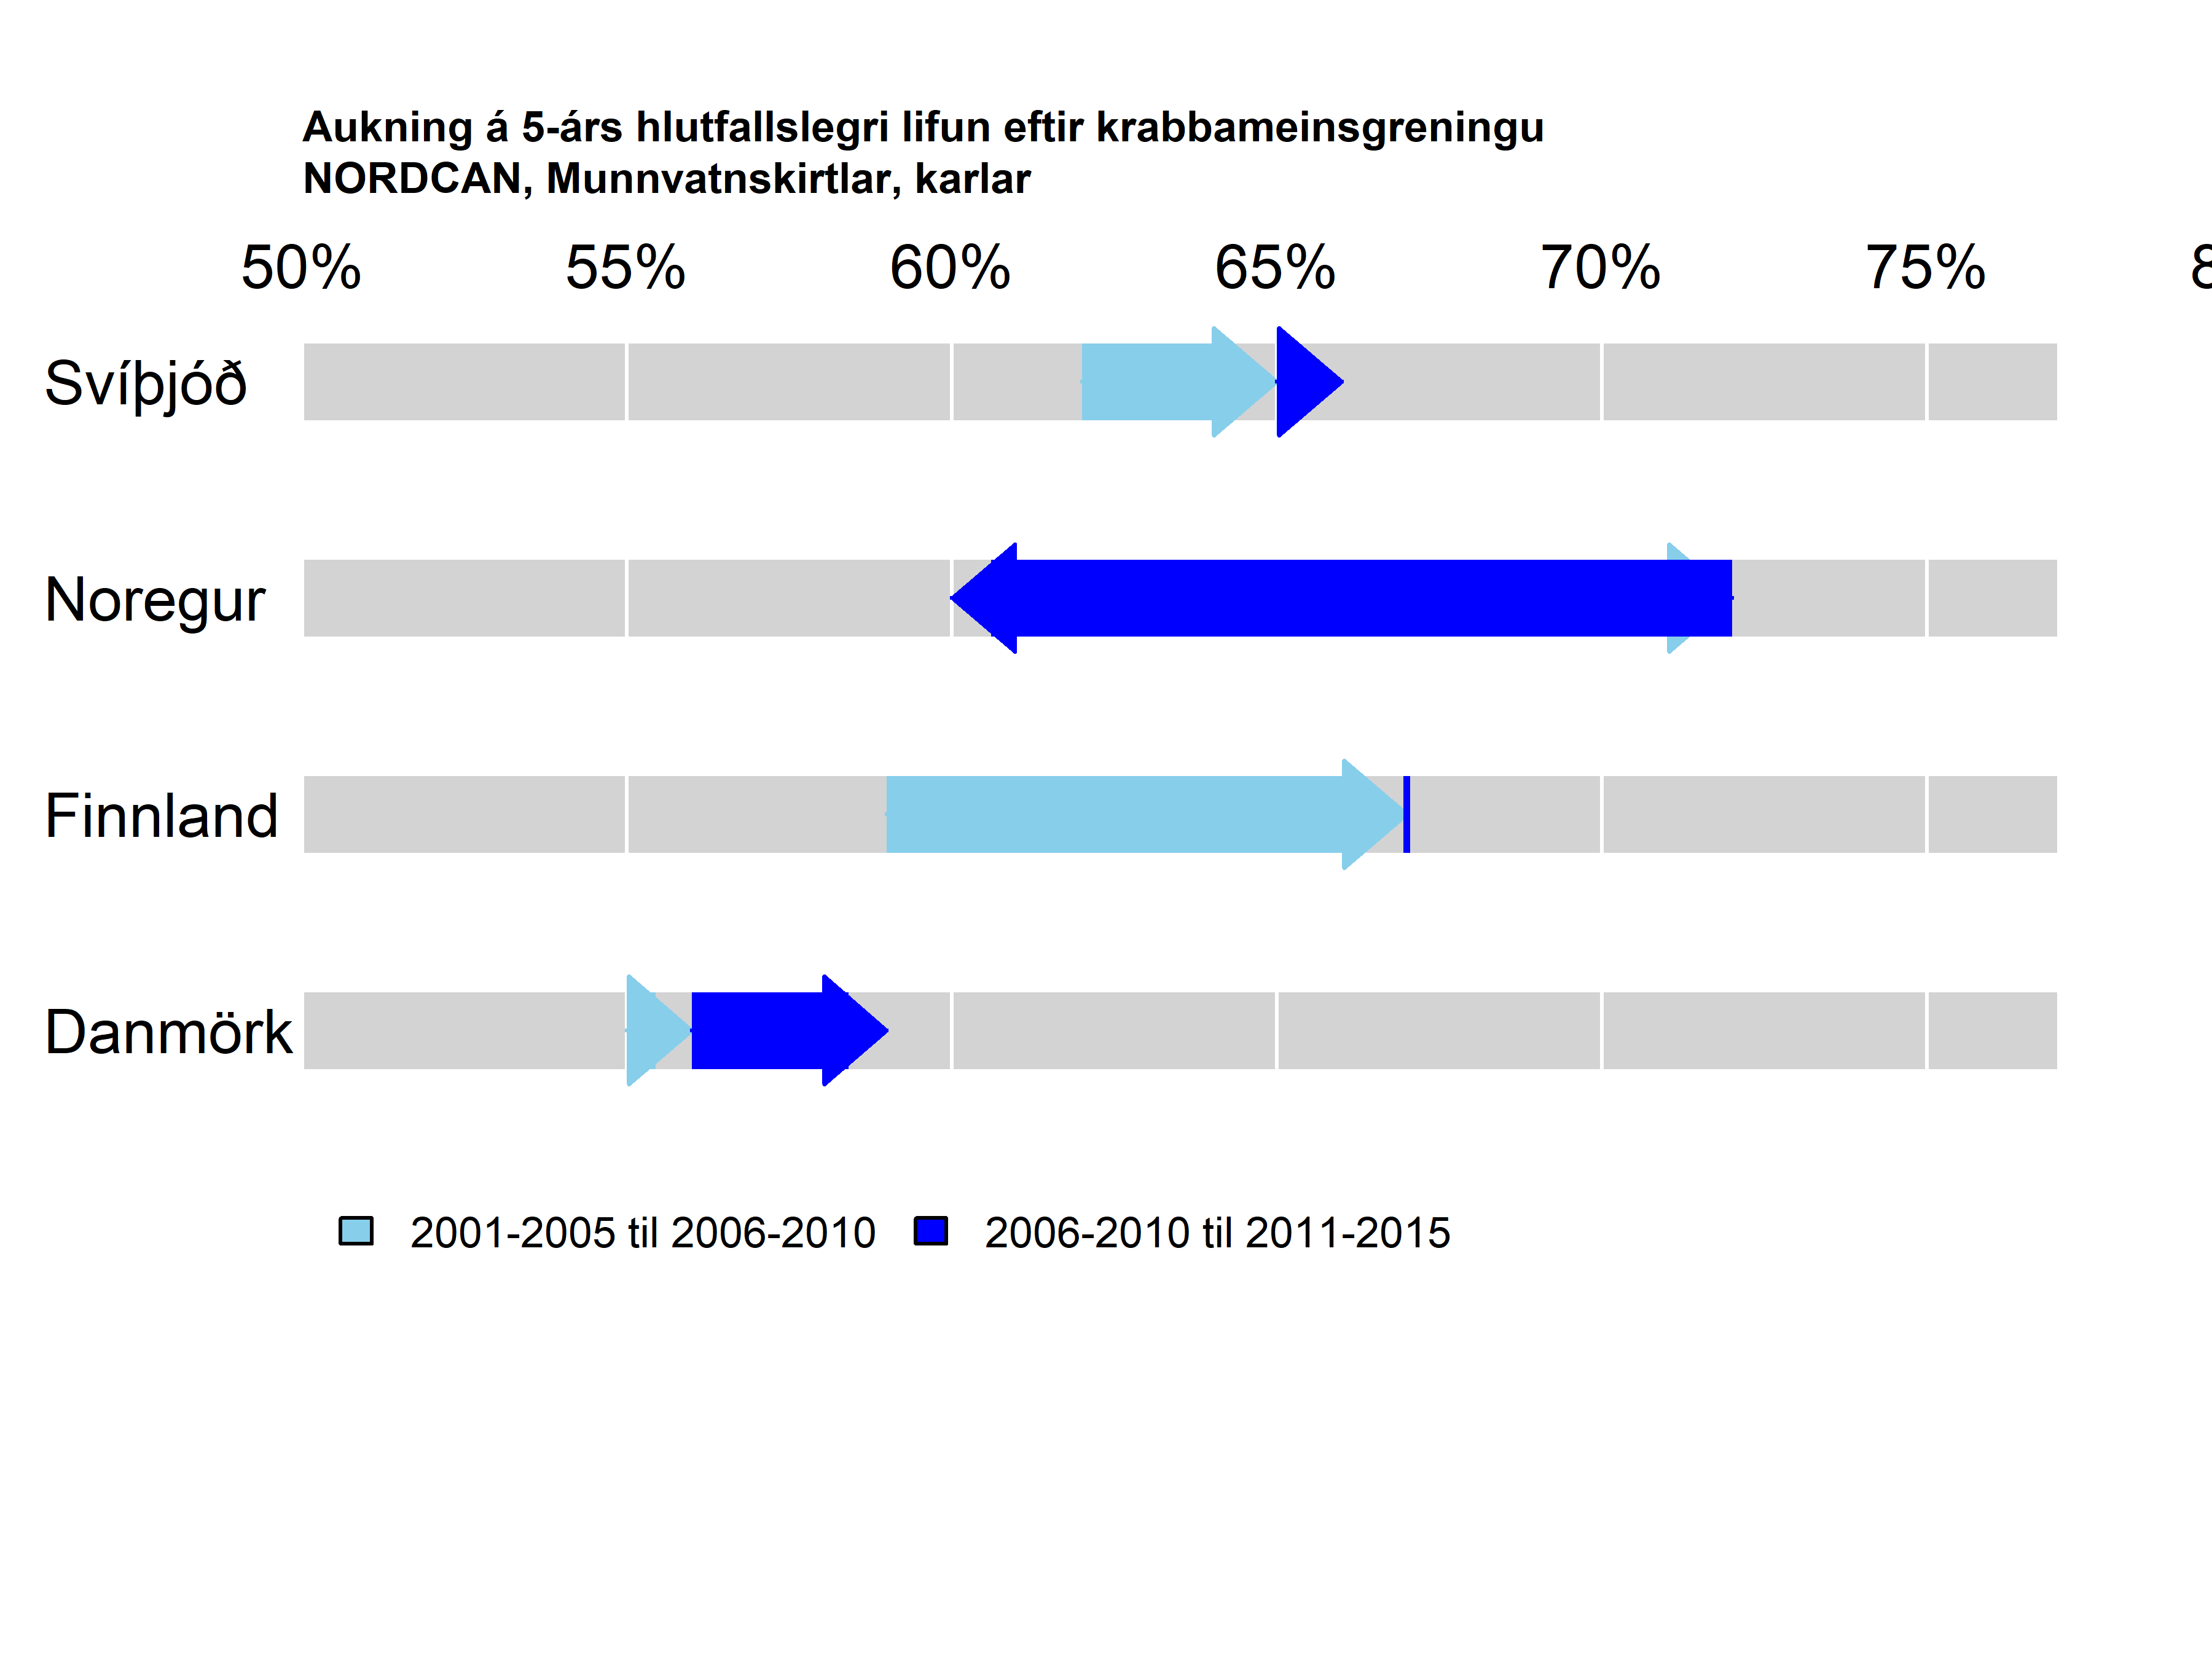 Aukning á 5-árs hlutfallslegri lifun eftir krabbameinsgreningu
NORDCAN, Munnvatnskirtlar, karlar
50% 55% 60% 65% 70% 75% 8
Svíþjóð
Noregur
Finnland
Danmörk
2001-2005 til 2006-2010 2006-2010 til 2011-2015